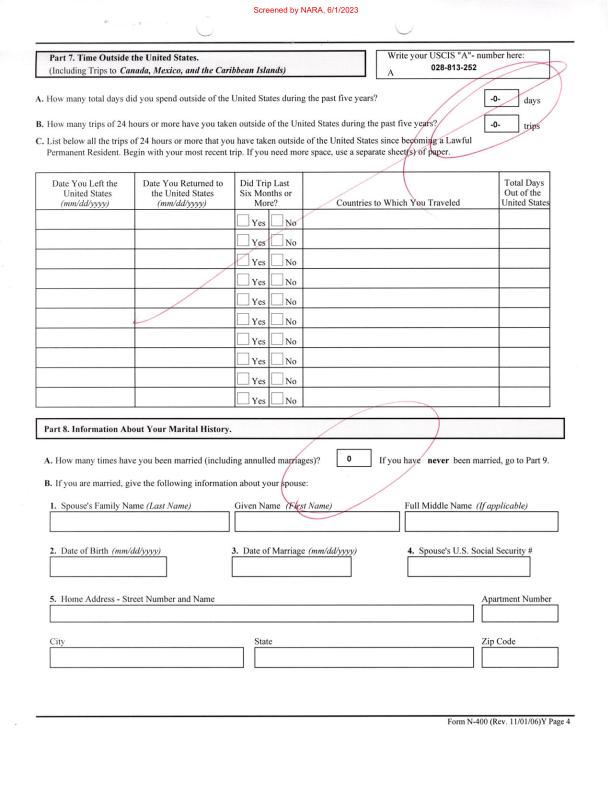 Screened by NARA, 6/1/2023
Part 7. Time Outside the United States.
(Including Trips to Canada, Mexico, and the Caribbean Islands)
Write your USCIS "A"- number here:
A 028-813-252
A. How many total days did you spend outside of the United States during the past five years? -0- days
B. How many trips of 24 hours or more have you taken outside of the United States during the past five years? -0- trips
C. List below all the trips of 24 hours or more that you have taken outside of the United States since becoming a Lawful
Permanent Resident. Begin with your most recent trip. If you need more space, use a separate sheet(s) of paper.
Date You Left the
United States
(mm/dd/yyyy)
Date You Returned to
the United States
(mm/dd/yyyy)
Did Trip Last
Six Months or
More?
Countries to Which You Traveled
Total Days
Out of the
United States
Yes No
Yes No
Yes No
Yes No
Yes No
Yes No
Yes No
Yes No
Yes No
Yes No
Part 8. Information About Your Marital History.
A. How many times have you been married (including annulled marriages)? 0 If you have never been married, go to Part 9.
B. If you are married, give the following information about your spouse:
1. Spouse's Family Name (Last Name) Given Name (First Name) Full Middle Name (If applicable)
2. Date of Birth (mm/dd/yyyy) 3. Date of Marriage (mm/dd/yyyy) 4. Spouse's U.S. Social Security #
5. Home Address - Street Number and Name Apartment Number
City State Zip Code
Form N-400 (Rev. 11/01/06)Y Page 4